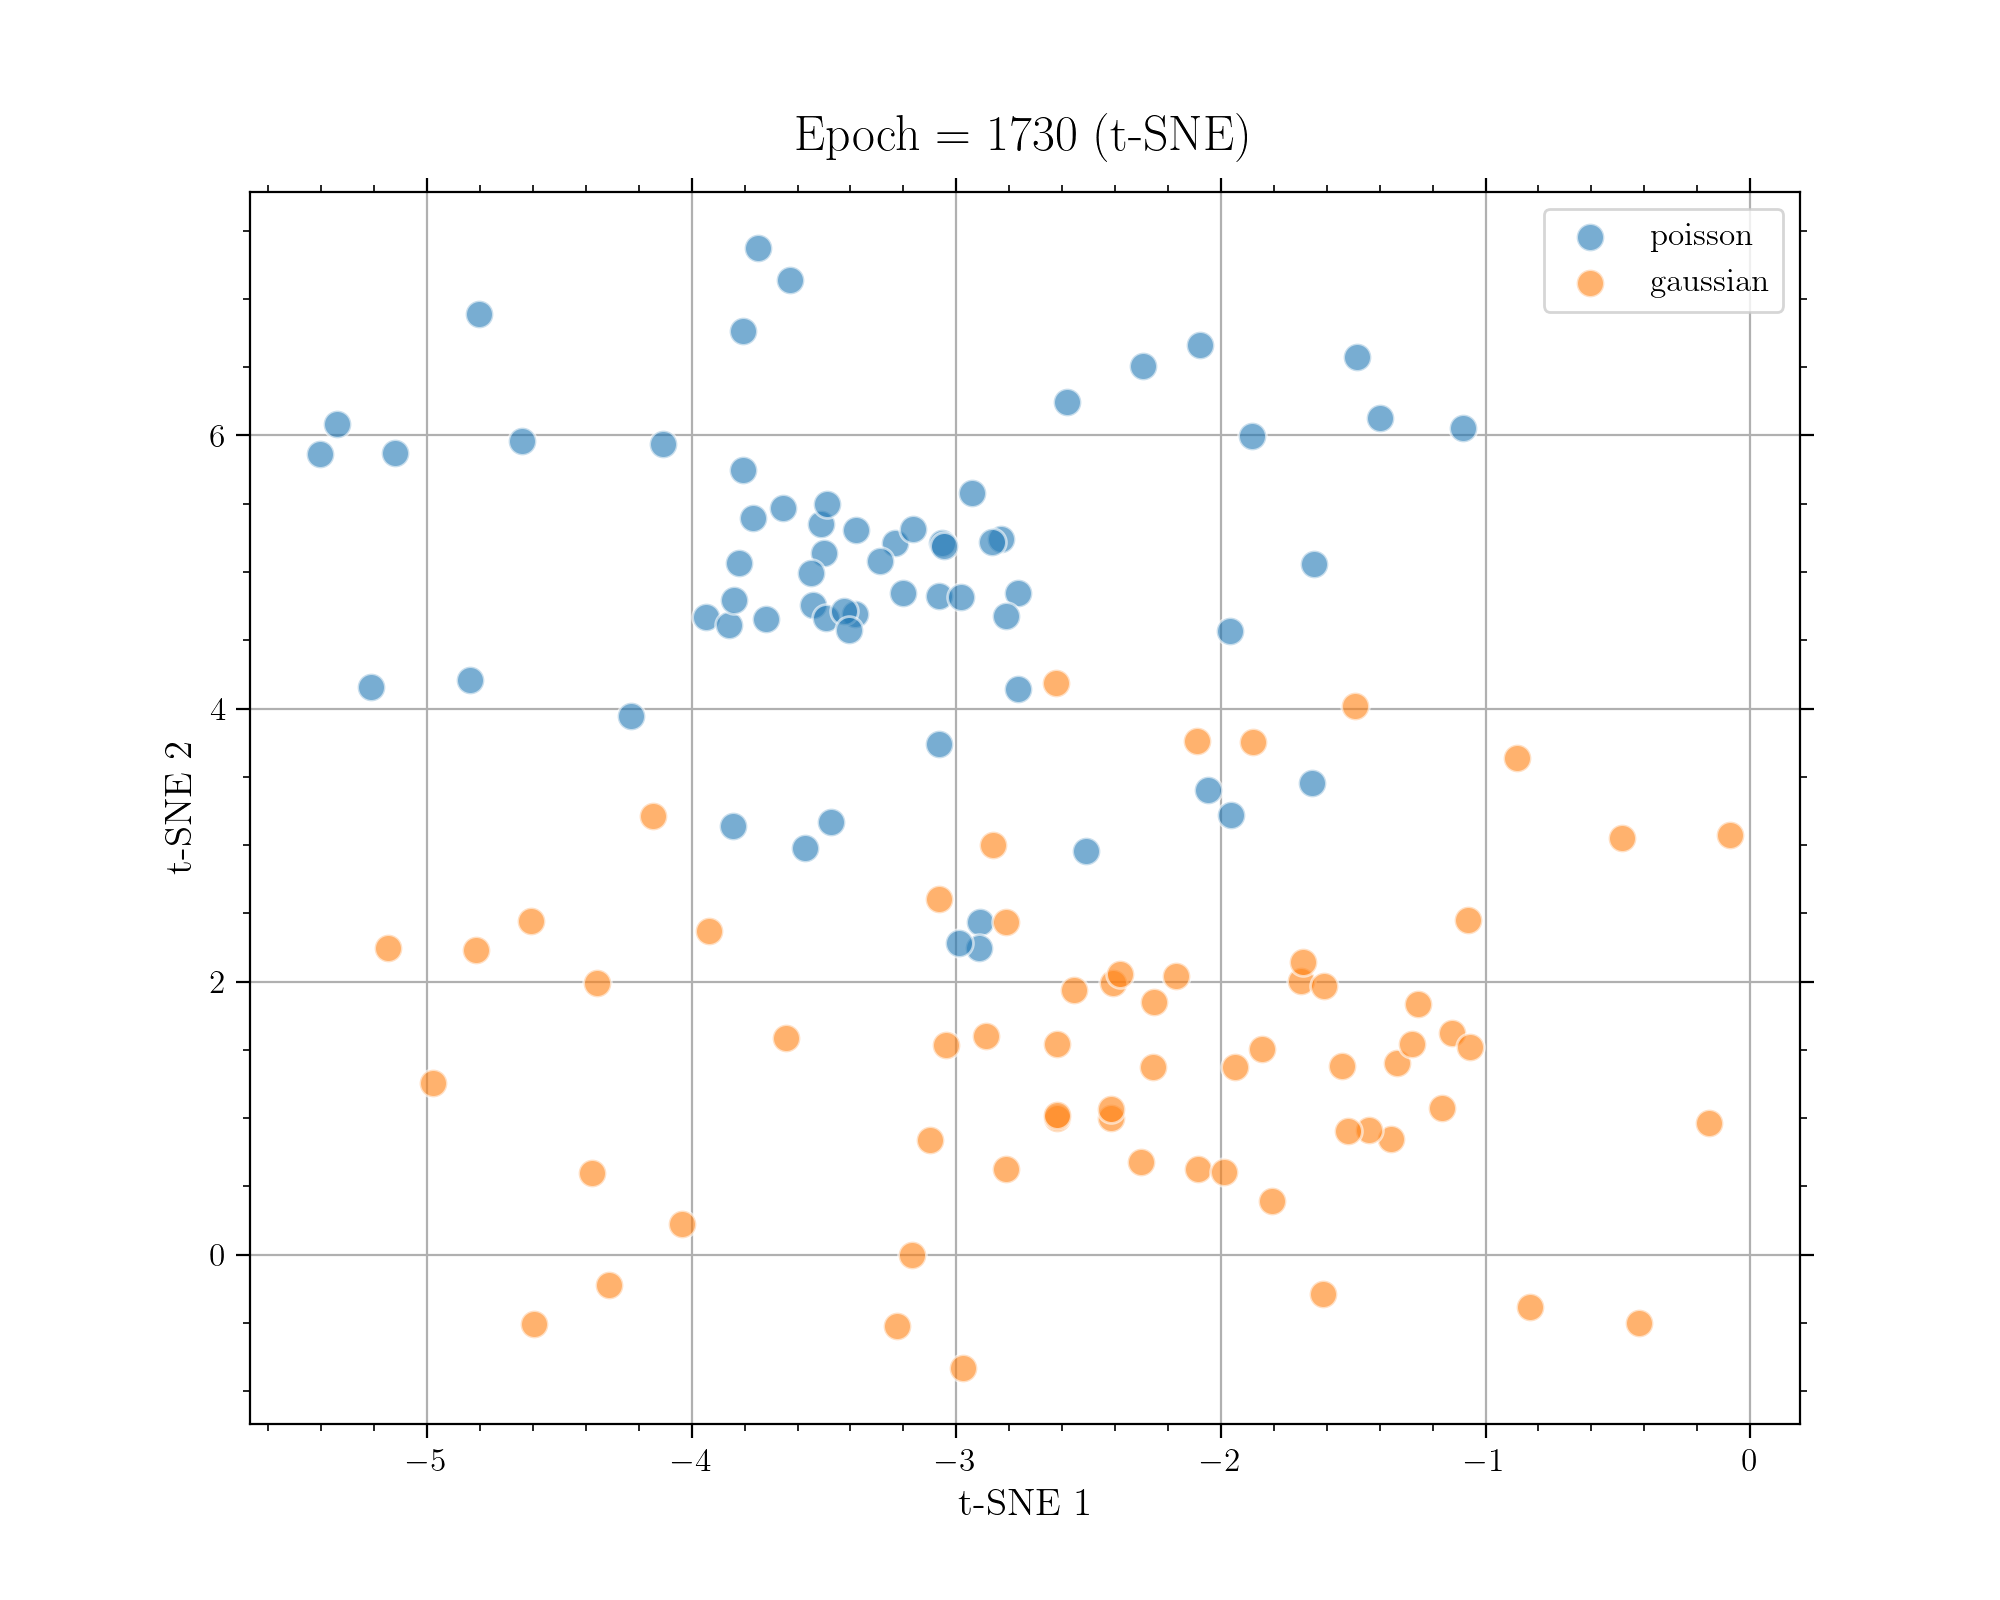 Epoch = 1730 (t-SNE)
poisson
gaussian
6
4
2
0
t-SNE 2
−5
−4
−3
−2
−1
0
t-SNE 1